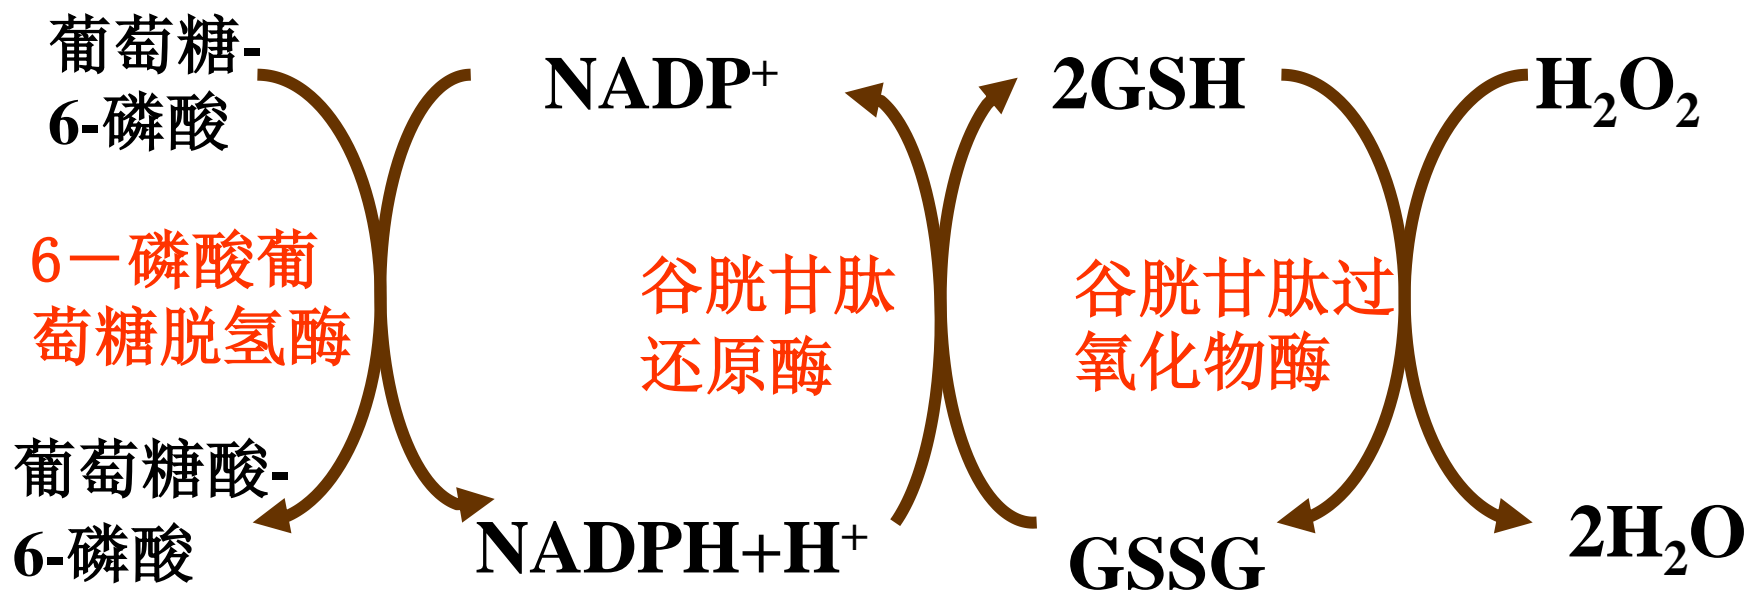 葡萄糖-
6-磷酸
NADP⁺
2GSH
H₂O₂
6－磷酸葡
萄糖脱氢酶
谷胱甘肽
还原酶
谷胱甘肽过
氧化物酶
葡萄糖酸-
6-磷酸
NADPH+H⁺
GSSG
2H₂O